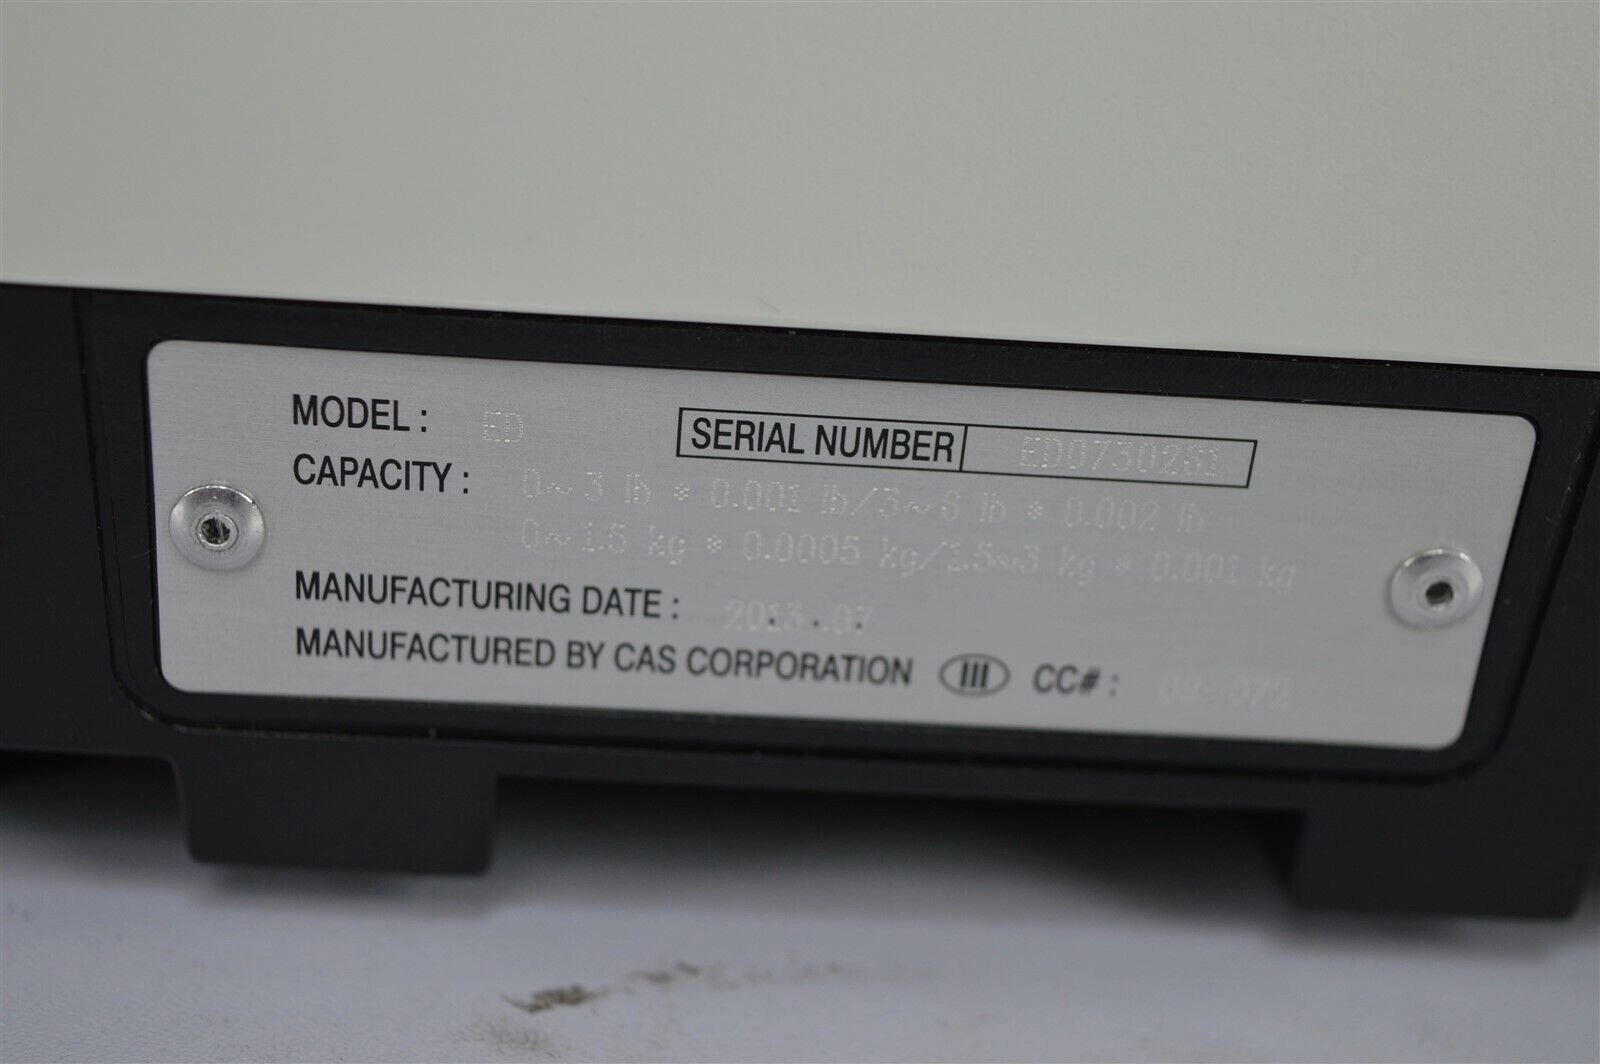 MODEL : ED
SERIAL NUMBER
CAPACITY : 0~3 lb * 0.001 lb/3~6 lb * 0.002 lb
0~1.5 kg * 0.0005 kg/1.5~3 kg * 0.001 kg
MANUFACTURING DATE : 2013.07
MANUFACTURED BY CAS CORPORATION III CC# :